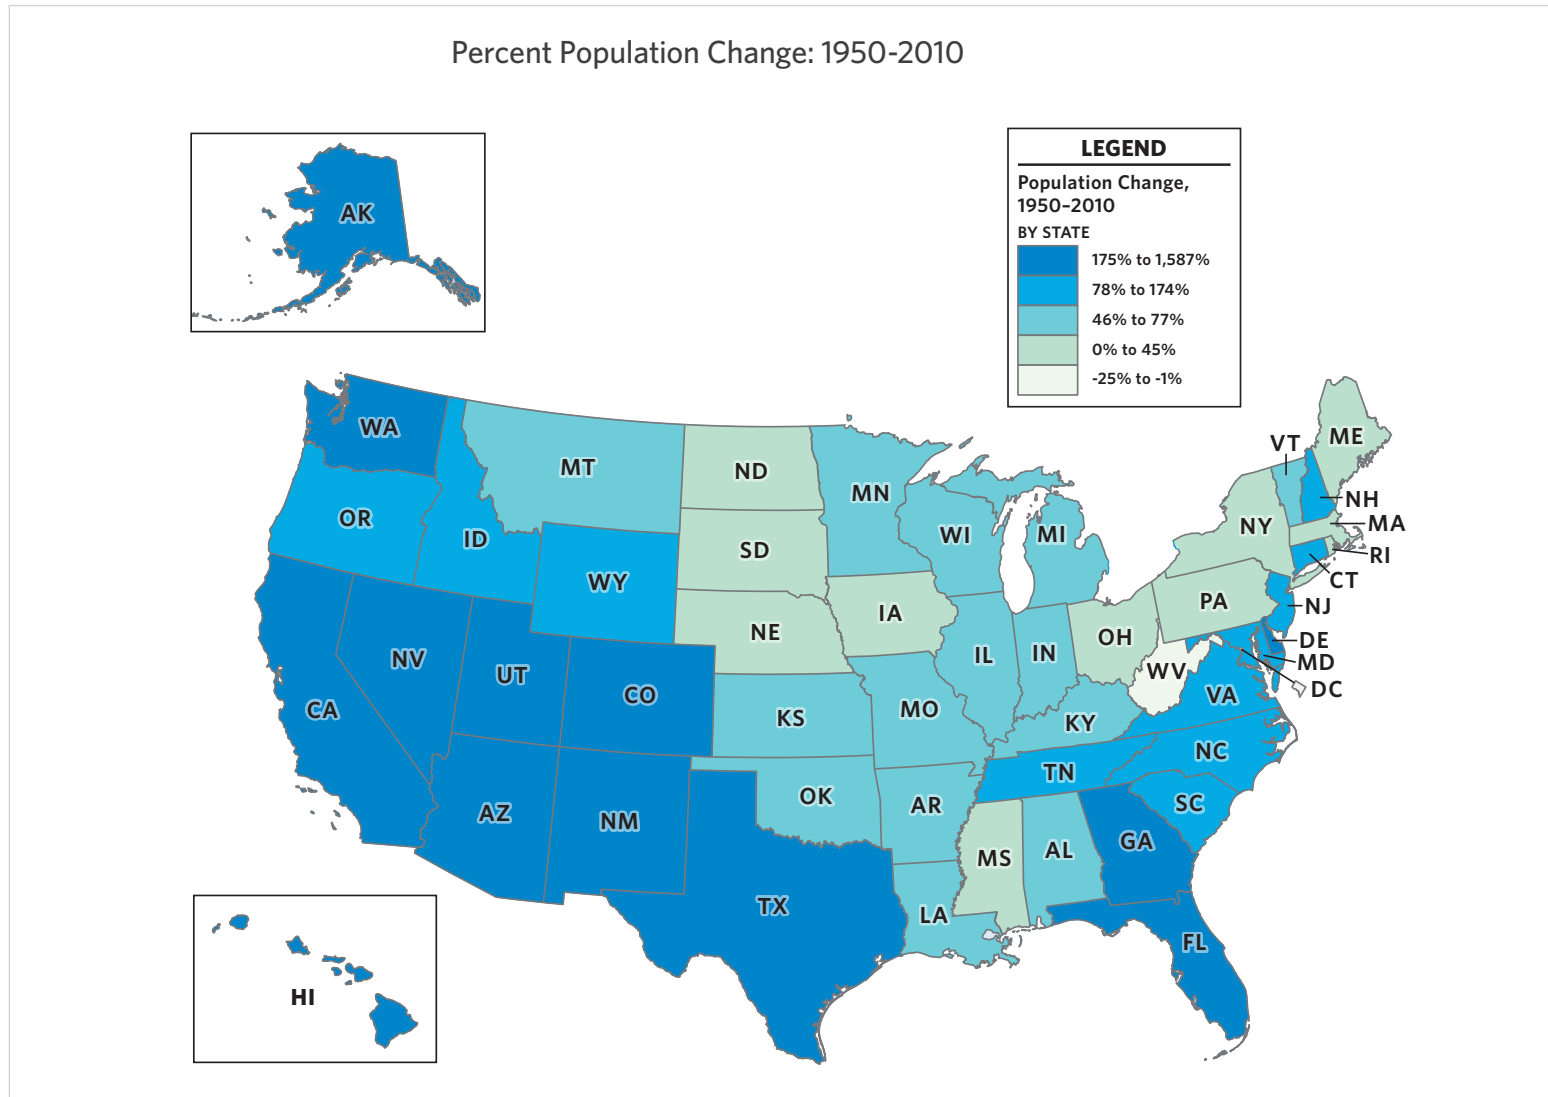 Percent Population Change: 1950-2010
AK
LEGEND
Population Change,
1950–2010
BY STATE
175% to 1,587%
78% to 174%
46% to 77%
0% to 45%
-25% to -1%
WA
MT
ND
MN
VT
ME
OR
ID
SD
WI
MI
NY
NH
MA
RI
CT
WY
NE
IA
IL
IN
OH
PA
NJ
DE
MD
DC
NV
UT
CO
KS
MO
KY
WV
VA
CA
AZ
NM
OK
AR
TN
NC
SC
TX
LA
MS
AL
GA
FL
HI